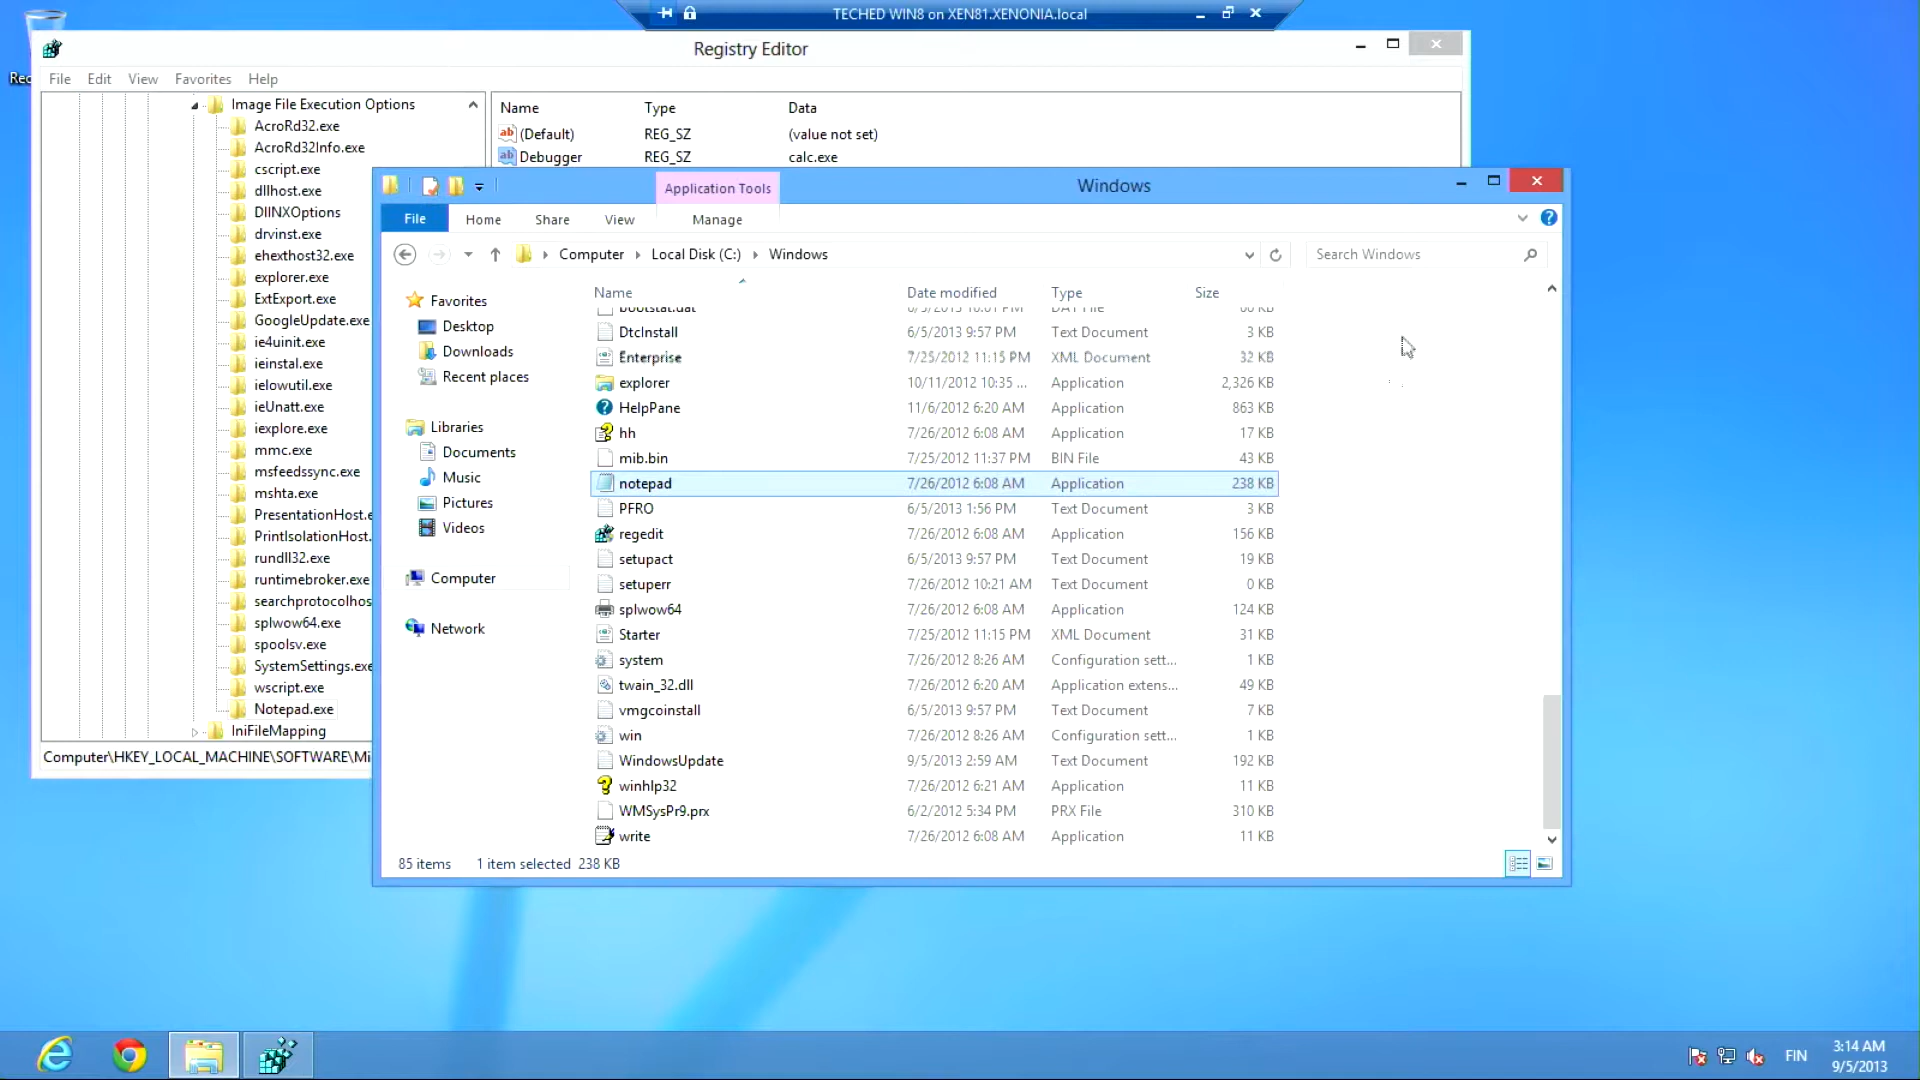 TECHED WIN8 on XEN81.XENONIA.local
Registry Editor
File Edit View Favorites Help
Image File Execution Options
AcroRd32.exe
AcroRd32Info.exe
cscript.exe
dllhost.exe
DllNXOptions
drvinst.exe
ehexthost32.exe
explorer.exe
ExtExport.exe
GoogleUpdate.exe
ie4uinit.exe
ieinstal.exe
ielowutil.exe
ieUnatt.exe
iexplore.exe
mmc.exe
msfeedssync.exe
mshta.exe
PresentationHost.e
PrintIsolationHost.
rundll32.exe
runtimebroker.exe
searchprotocolhos
splwow64.exe
spoolsv.exe
SystemSettings.exe
wscript.exe
Notepad.exe
IniFileMapping
Computer\HKEY_LOCAL_MACHINE\SOFTWARE\Mi
Name Type Data
ab (Default) REG_SZ (value not set)
ab Debugger REG_SZ calc.exe
Application Tools
Windows
File Home Share View Manage
Computer Local Disk (C:) Windows
Search Windows
Favorites
Desktop
Downloads
Recent places
Libraries
Documents
Music
Pictures
Videos
Computer
Network
Name Date modified Type Size
bootstat.dat 6/5/2013 10:01 PM DAT File 66 KB
DtcInstall 6/5/2013 9:57 PM Text Document 3 KB
Enterprise 7/25/2012 11:15 PM XML Document 32 KB
explorer 10/11/2012 10:35 ... Application 2,326 KB
HelpPane 11/6/2012 6:20 AM Application 863 KB
hh 7/26/2012 6:08 AM Application 17 KB
mib.bin 7/25/2012 11:37 PM BIN File 43 KB
notepad 7/26/2012 6:08 AM Application 238 KB
PFRO 6/5/2013 1:56 PM Text Document 3 KB
regedit 7/26/2012 6:08 AM Application 156 KB
setupact 6/5/2013 9:57 PM Text Document 19 KB
setuperr 7/26/2012 10:21 AM Text Document 0 KB
splwow64 7/26/2012 6:08 AM Application 124 KB
Starter 7/25/2012 11:15 PM XML Document 31 KB
system 7/26/2012 8:26 AM Configuration sett... 1 KB
twain_32.dll 7/26/2012 6:20 AM Application extens... 49 KB
vmgcoinstall 6/5/2013 9:57 PM Text Document 7 KB
win 7/26/2012 8:26 AM Configuration sett... 1 KB
WindowsUpdate 9/5/2013 2:59 AM Text Document 192 KB
winhlp32 7/26/2012 6:21 AM Application 11 KB
WMSysPr9.prx 6/2/2012 5:34 PM PRX File 310 KB
write 7/26/2012 6:08 AM Application 11 KB
85 items 1 item selected 238 KB
Rec
FIN
3:14 AM
9/5/2013